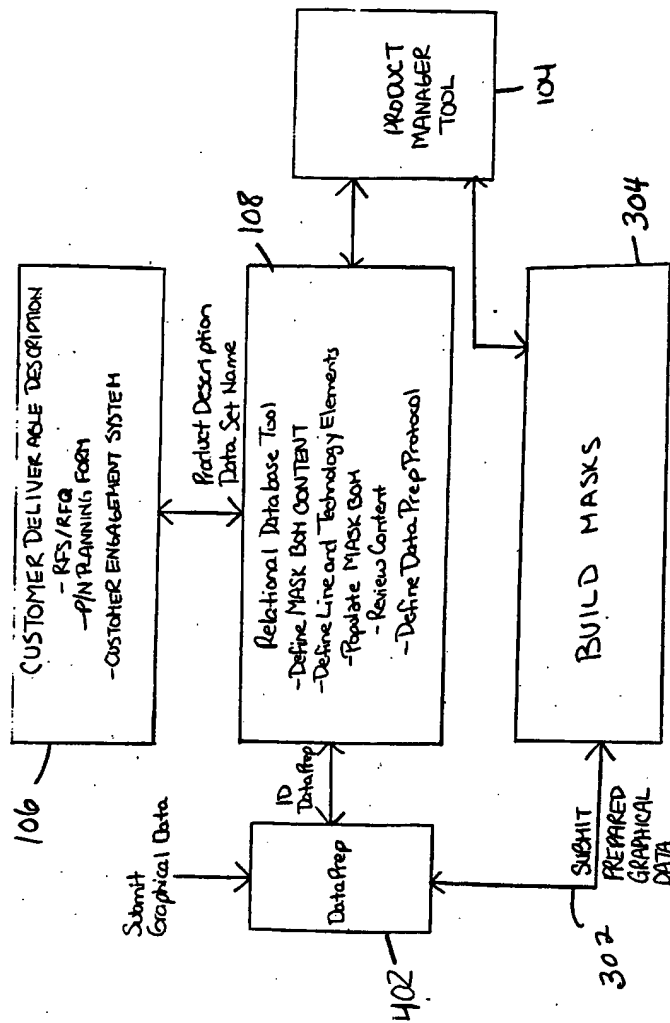 CUSTOMER DELIVERABLE DESCRIPTION
- RFS/RFQ
- P/N PLANNING FORM
- CUSTOMER ENGAGEMENT SYSTEM
106
Product Description
Data Set Name
108
Submit
Graphical Data
DataPrep
402
ID
DataPrep
Relational Database Tool
- Define MASK BOM CONTENT
- Define Line and Technology Elements
- Populate MASK BOM
- Review Content
- Define Data Prep Protocol
PRODUCT
MANAGER
TOOL
104
302
SUBMIT
PREPARED
GRAPHICAL
DATA
BUILD MASKS
304